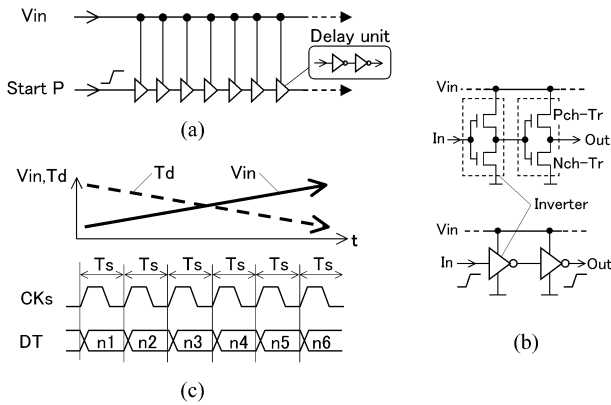 Vin
Delay unit
Start P
(a)
Vin
Pch-Tr
In
Out
Nch-Tr
Inverter
Vin
In
Out
(b)
Vin,Td
Td
Vin
t
Ts Ts Ts Ts Ts Ts
CKs
DT
n1 n2 n3 n4 n5 n6
(c)